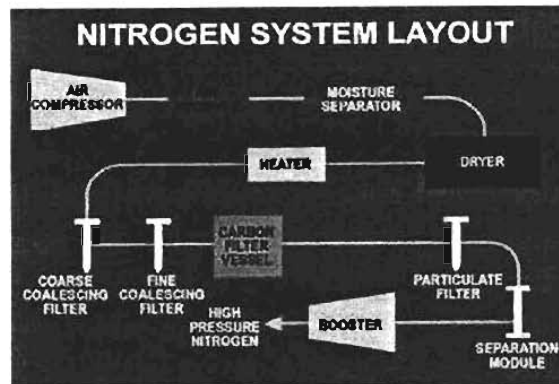 NITROGEN SYSTEM LAYOUT
AIR
COMPRESSOR
MOISTURE
SEPARATOR
DRYER
HEATER
CARBON
FILTER
VESSEL
COARSE
COALESCING
FILTER
FINE
COALESCING
FILTER
PARTICULATE
FILTER
HIGH
PRESSURE
NITROGEN
BOOSTER
SEPARATION
MODULE